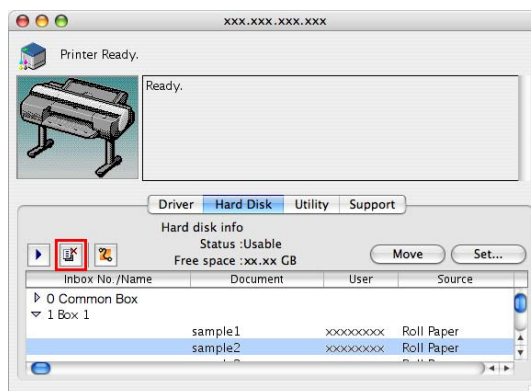 xxx.xxx.xxx.xxx
Printer Ready.
Ready.
Driver Hard Disk Utility Support
Hard disk info
Status :Usable
Free space :xx.xx GB
Move Set...
Inbox No./Name Document User Source
0 Common Box
1 Box 1
sample1 xxxxxxxx Roll Paper
sample2 xxxxxxxx Roll Paper